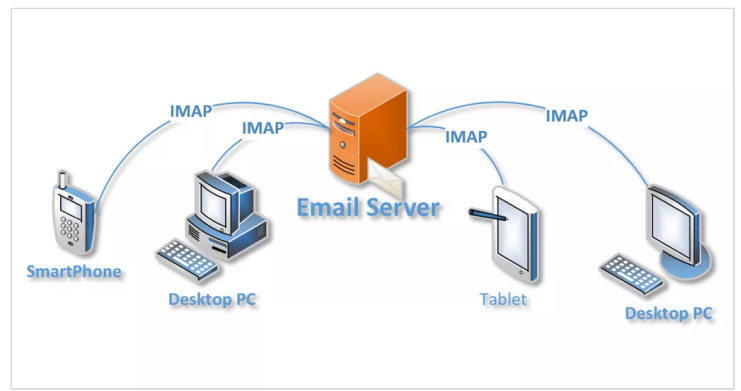 IMAP
IMAP
IMAP
IMAP
Email Server
SmartPhone
Desktop PC
Tablet
Desktop PC